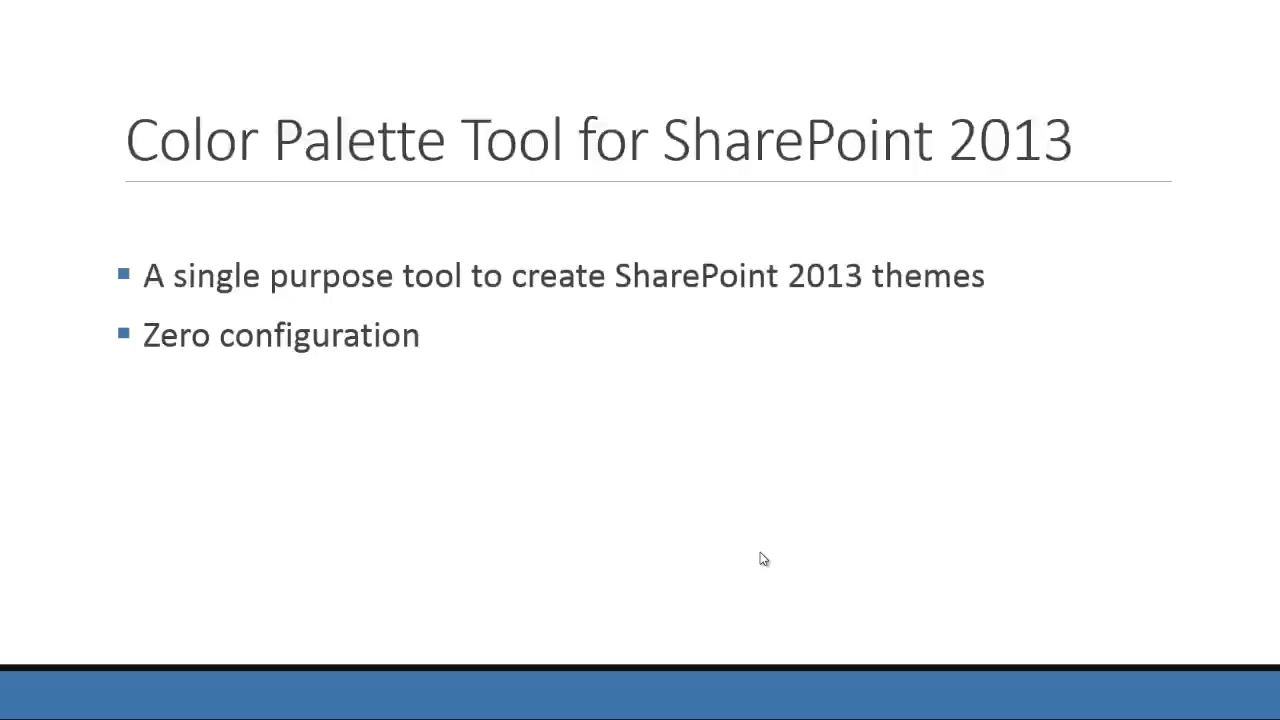 Color Palette Tool for SharePoint 2013
A single purpose tool to create SharePoint 2013 themes
Zero configuration